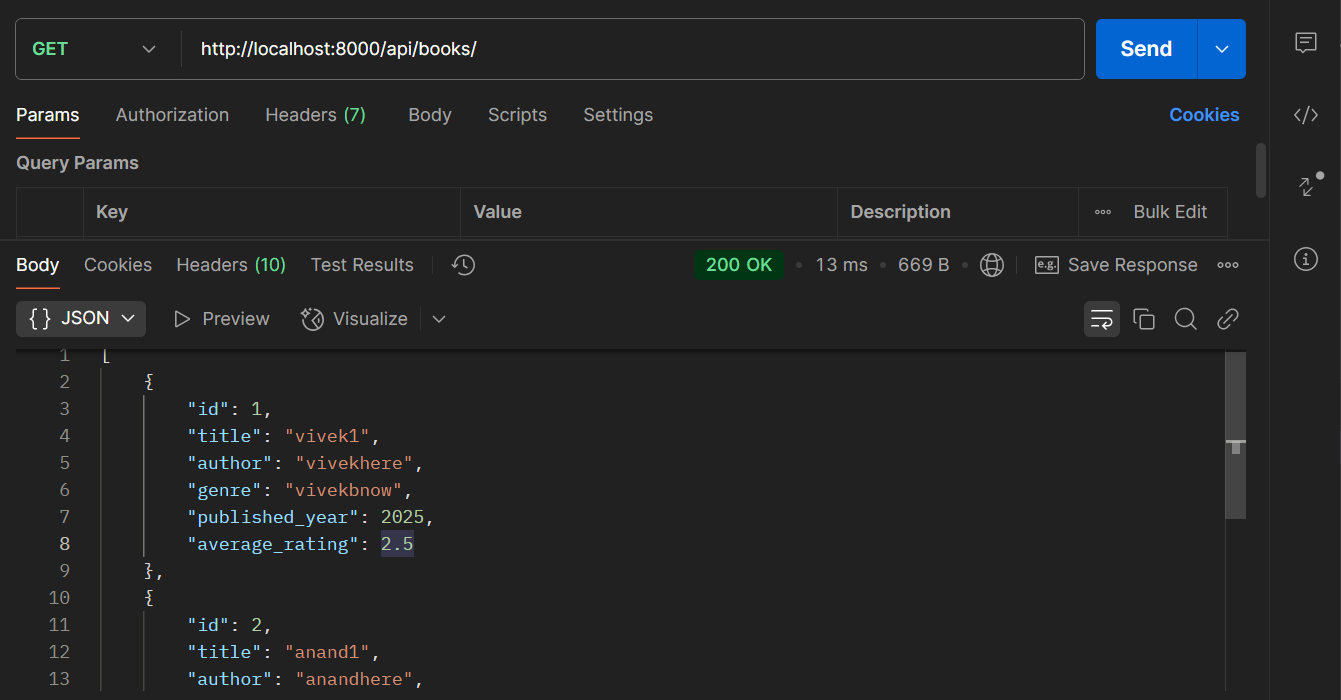 GET http://localhost:8000/api/books/ Send
Params Authorization Headers (7) Body Scripts Settings Cookies
Query Params
Key Value Description Bulk Edit
Body Cookies Headers (10) Test Results 200 OK • 13 ms • 669 B • e.g. Save Response
{} JSON Preview Visualize
1 [
2 {
3 "id": 1,
4 "title": "vivek1",
5 "author": "vivekhere",
6 "genre": "vivekbnow",
7 "published_year": 2025,
8 "average_rating": 2.5
9 },
10 {
11 "id": 2,
12 "title": "anand1",
13 "author": "anandhere",